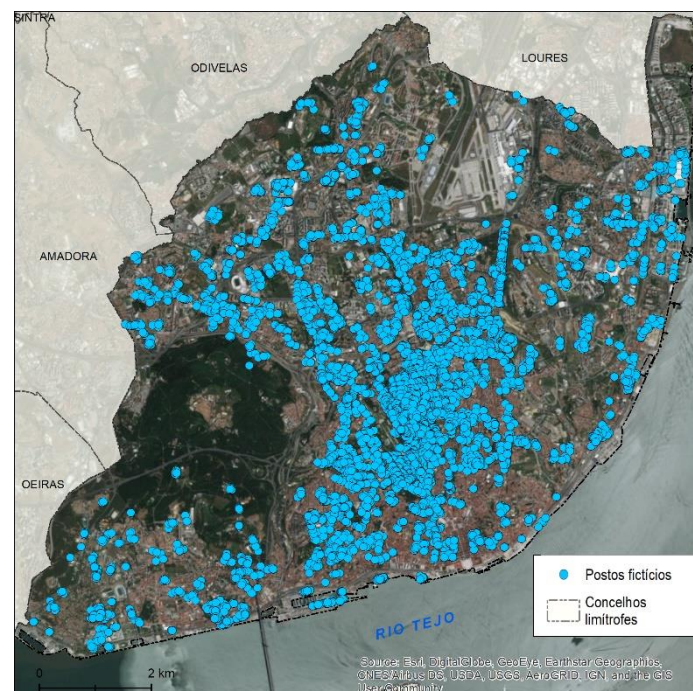 SINTRA
ODIVELAS
LOURES
AMADORA
OEIRAS
Postos fictícios
Concelhos
limítrofes
RIO TEJO
0
2 km
Source: Esri, DigitalGlobe, GeoEye, Earthstar Geographics,
CNES/Airbus DS, USDA, USGS, AeroGRID, IGN, and the GIS
User Community